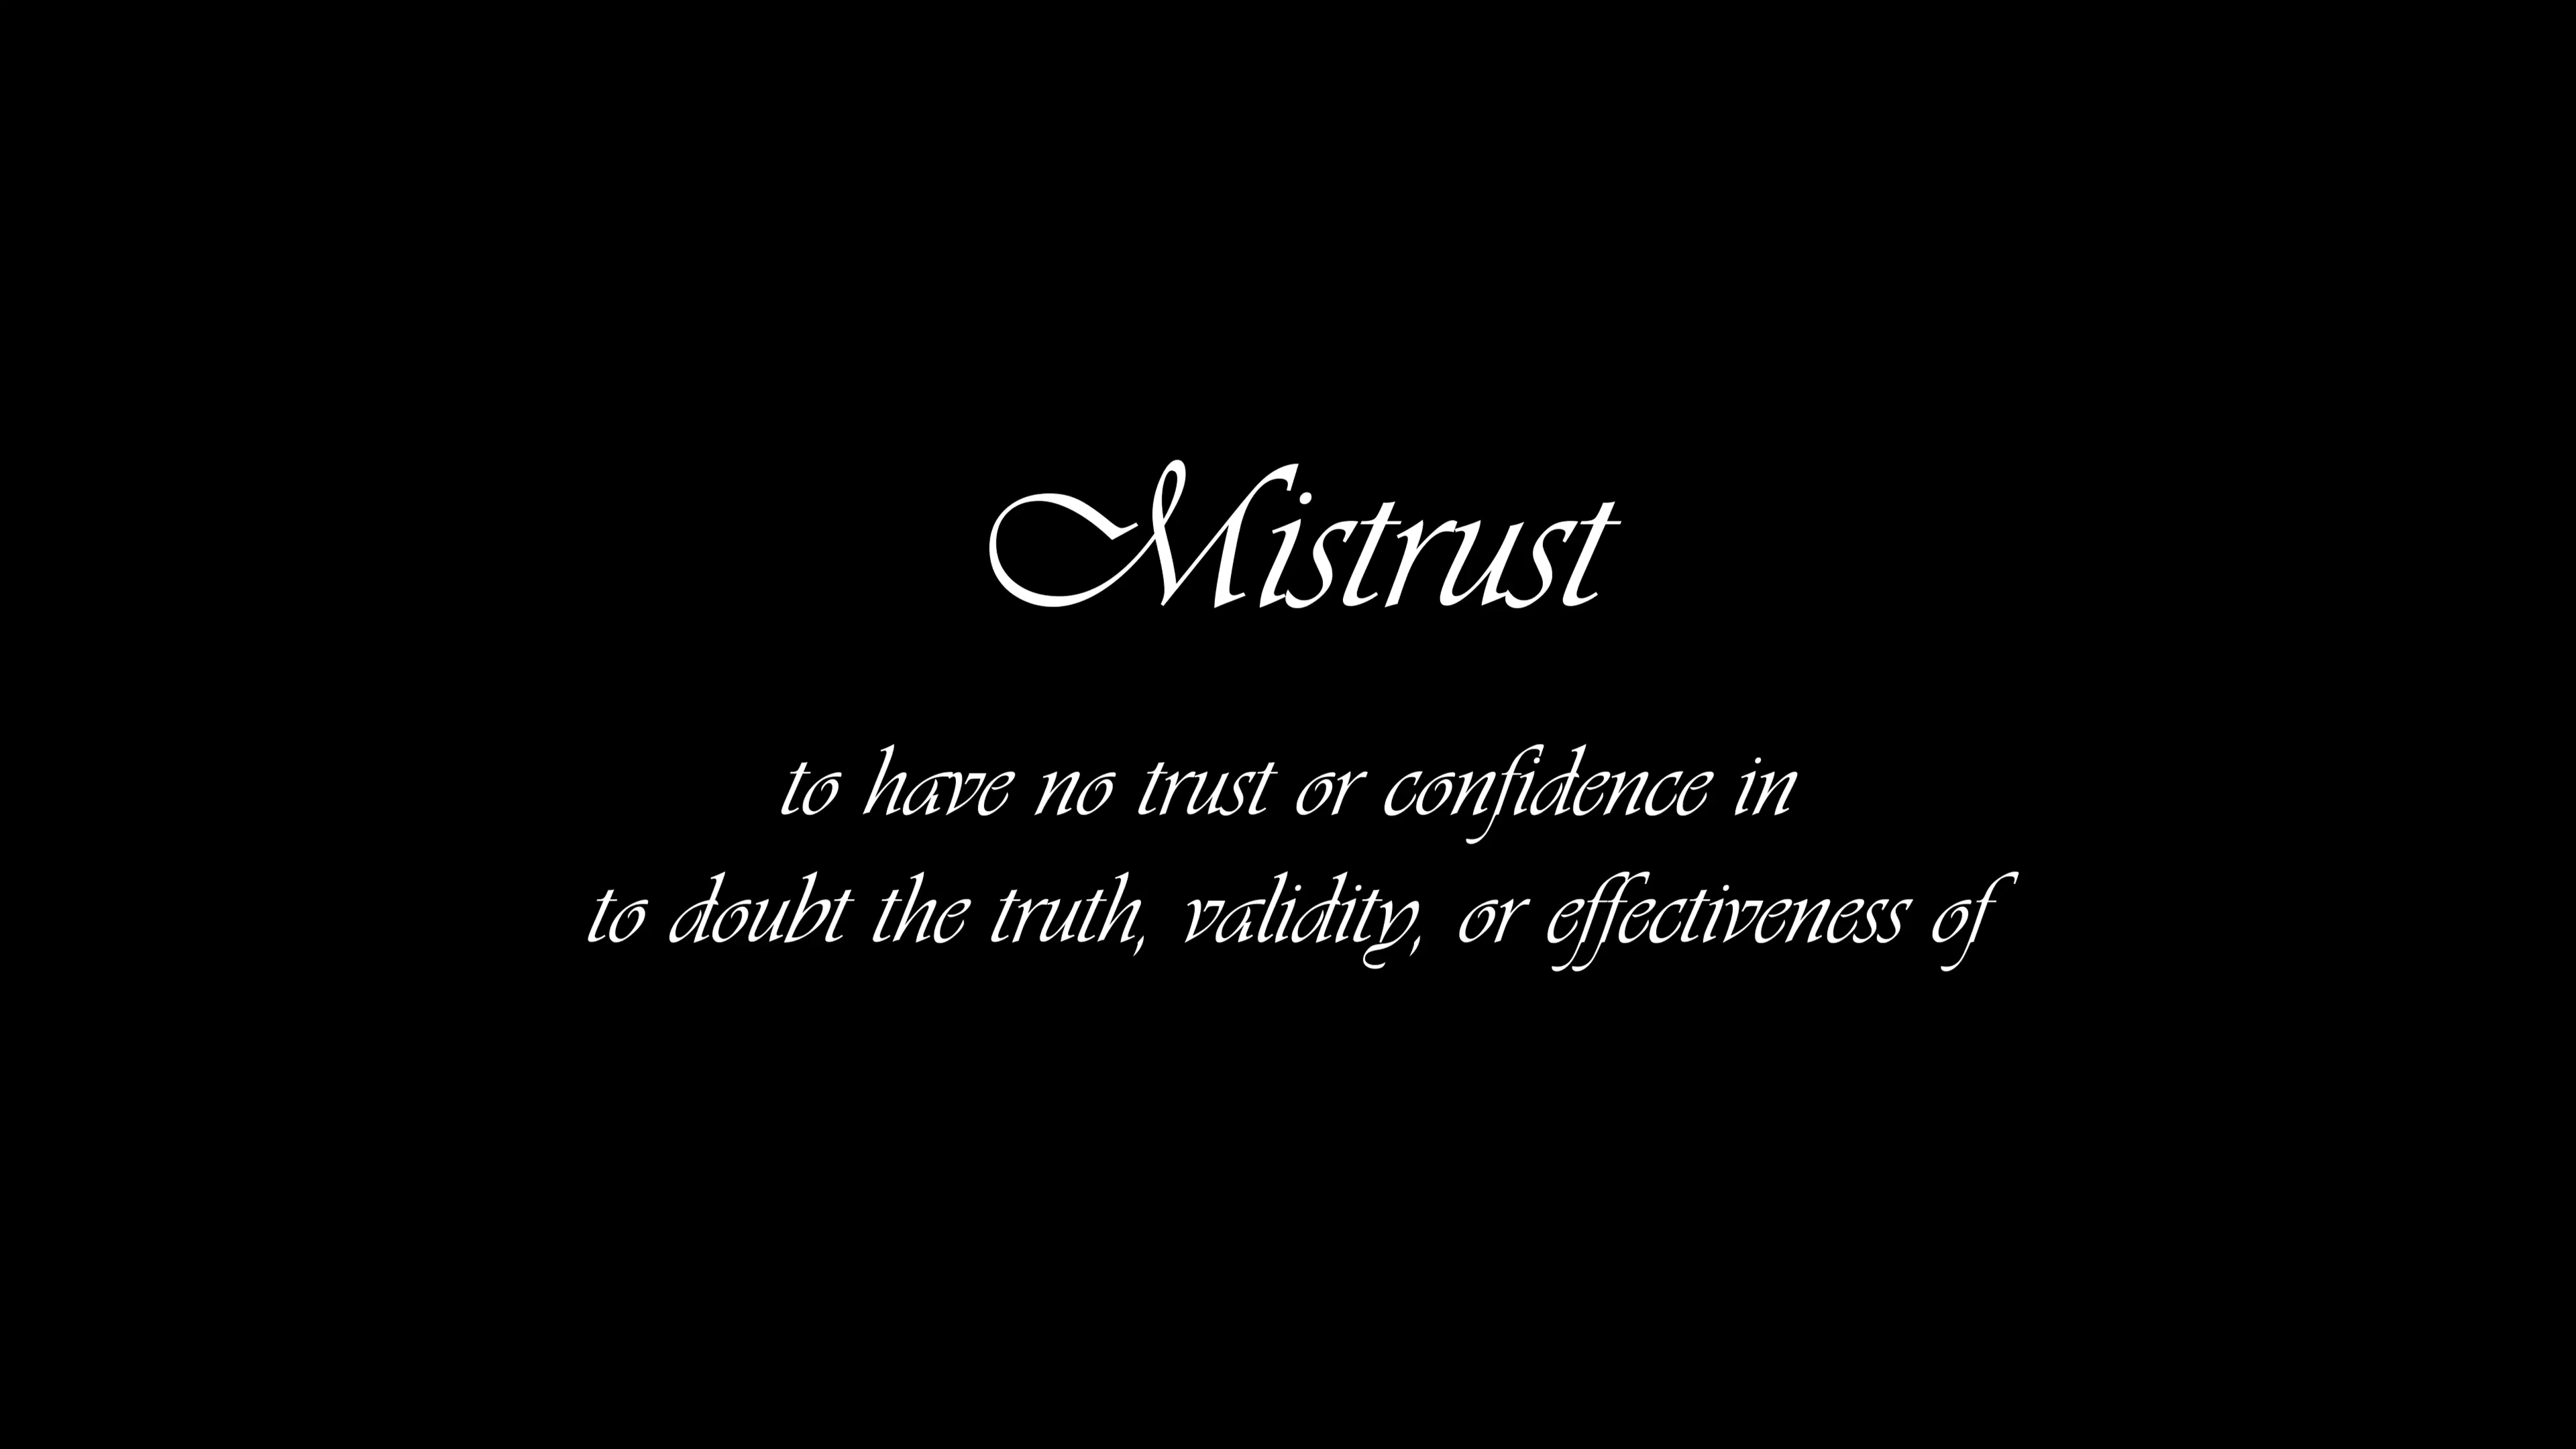 Mistrust
to have no trust or confidence in
to doubt the truth, validity, or effectiveness of